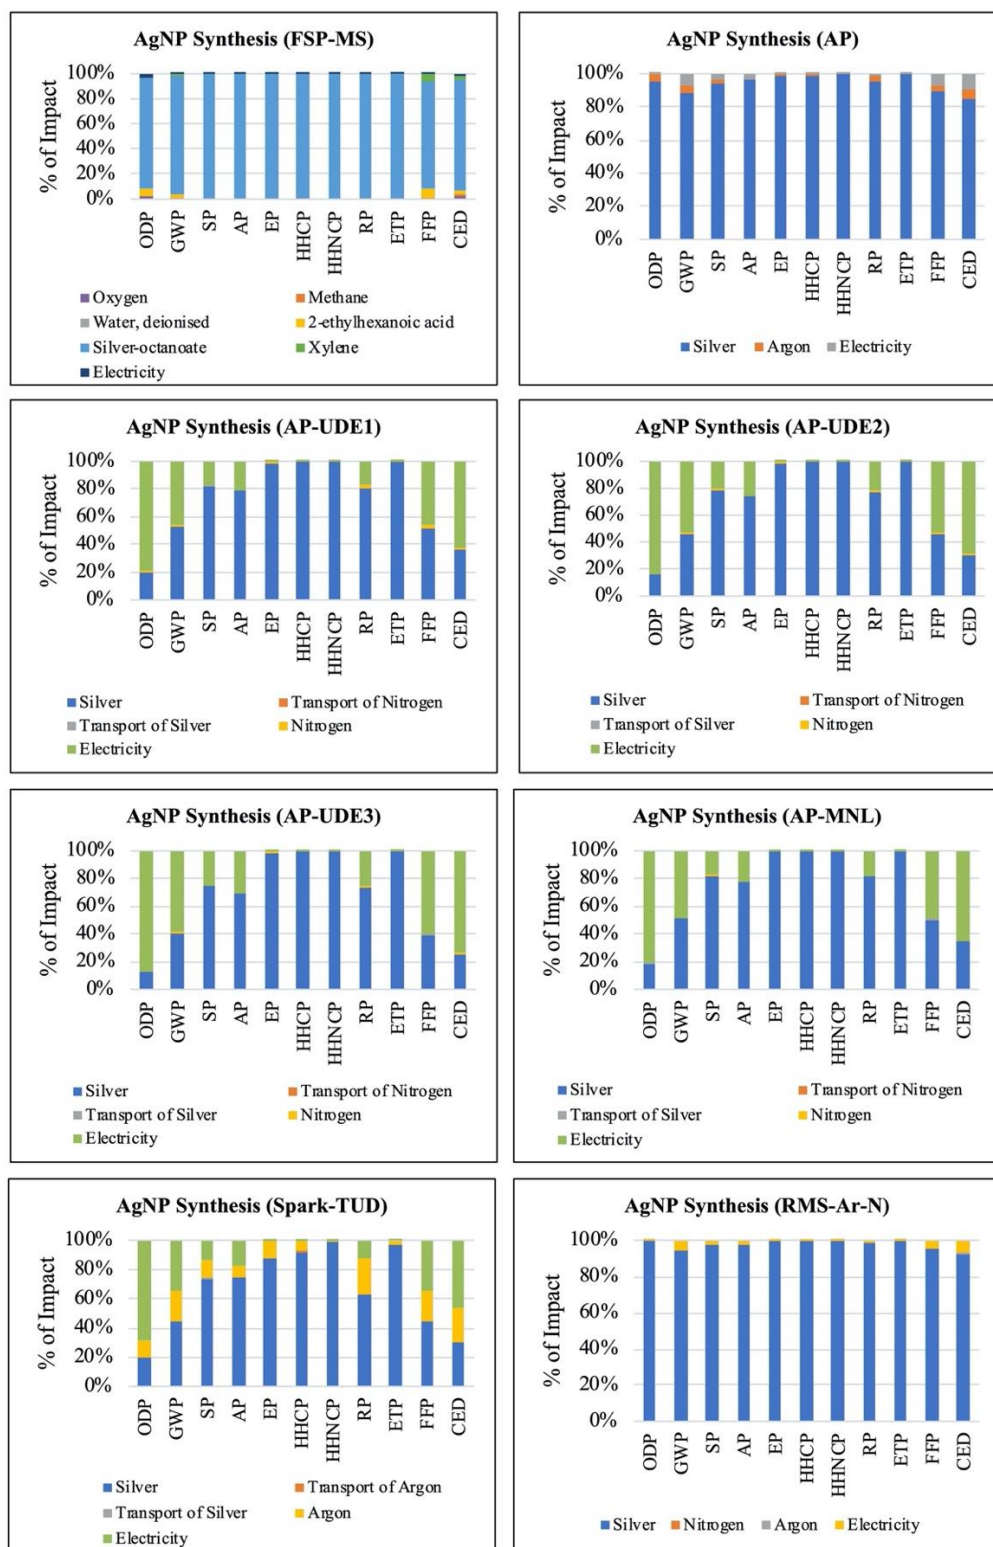 AgNP Synthesis (FSP-MS)
% of Impact
100%
80%
60%
40%
20%
0%
ODP GWP SP AP EP HHCP HHNCP RP ETP FFP CED
Oxygen Methane
Water, deionised 2-ethylhexanoic acid
Silver-octanoate Xylene
Electricity
AgNP Synthesis (AP)
% of Impact
100%
80%
60%
40%
20%
0%
ODP GWP SP AP EP HHCP HHNCP RP ETP FFP CED
Silver Argon Electricity
AgNP Synthesis (AP-UDE1)
% of Impact
100%
80%
60%
40%
20%
0%
ODP GWP SP AP EP HHCP HHNCP RP ETP FFP CED
Silver Transport of Nitrogen
Transport of Silver Nitrogen
Electricity
AgNP Synthesis (AP-UDE2)
% of Impact
100%
80%
60%
40%
20%
0%
ODP GWP SP AP EP HHCP HHNCP RP ETP FFP CED
Silver Transport of Nitrogen
Transport of Silver Nitrogen
Electricity
AgNP Synthesis (AP-UDE3)
% of Impact
100%
80%
60%
40%
20%
0%
ODP GWP SP AP EP HHCP HHNCP RP ETP FFP CED
Silver Transport of Nitrogen
Transport of Silver Nitrogen
Electricity
AgNP Synthesis (AP-MNL)
% of Impact
100%
80%
60%
40%
20%
0%
ODP GWP SP AP EP HHCP HHNCP RP ETP FFP CED
Silver Transport of Nitrogen
Transport of Silver Nitrogen
Electricity
AgNP Synthesis (Spark-TUD)
% of Impact
100%
80%
60%
40%
20%
0%
ODP GWP SP AP EP HHCP HHNCP RP ETP FFP CED
Silver Transport of Argon
Transport of Silver Argon
Electricity
AgNP Synthesis (RMS-Ar-N)
% of Impact
100%
80%
60%
40%
20%
0%
ODP GWP SP AP EP HHCP HHNCP RP ETP FFP CED
Silver Nitrogen Argon Electricity